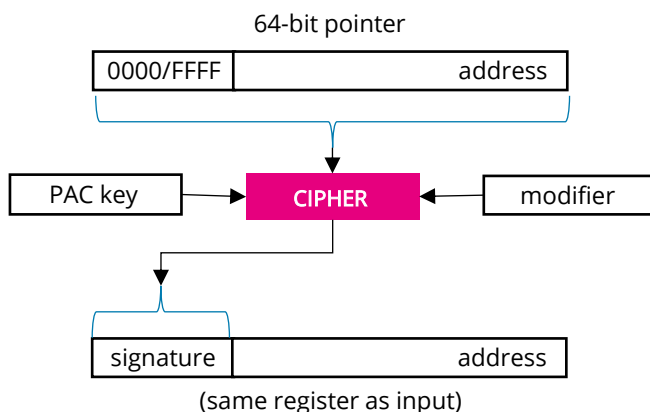 64-bit pointer
0000/FFFF address
PAC key CIPHER modifier
signature address
(same register as input)